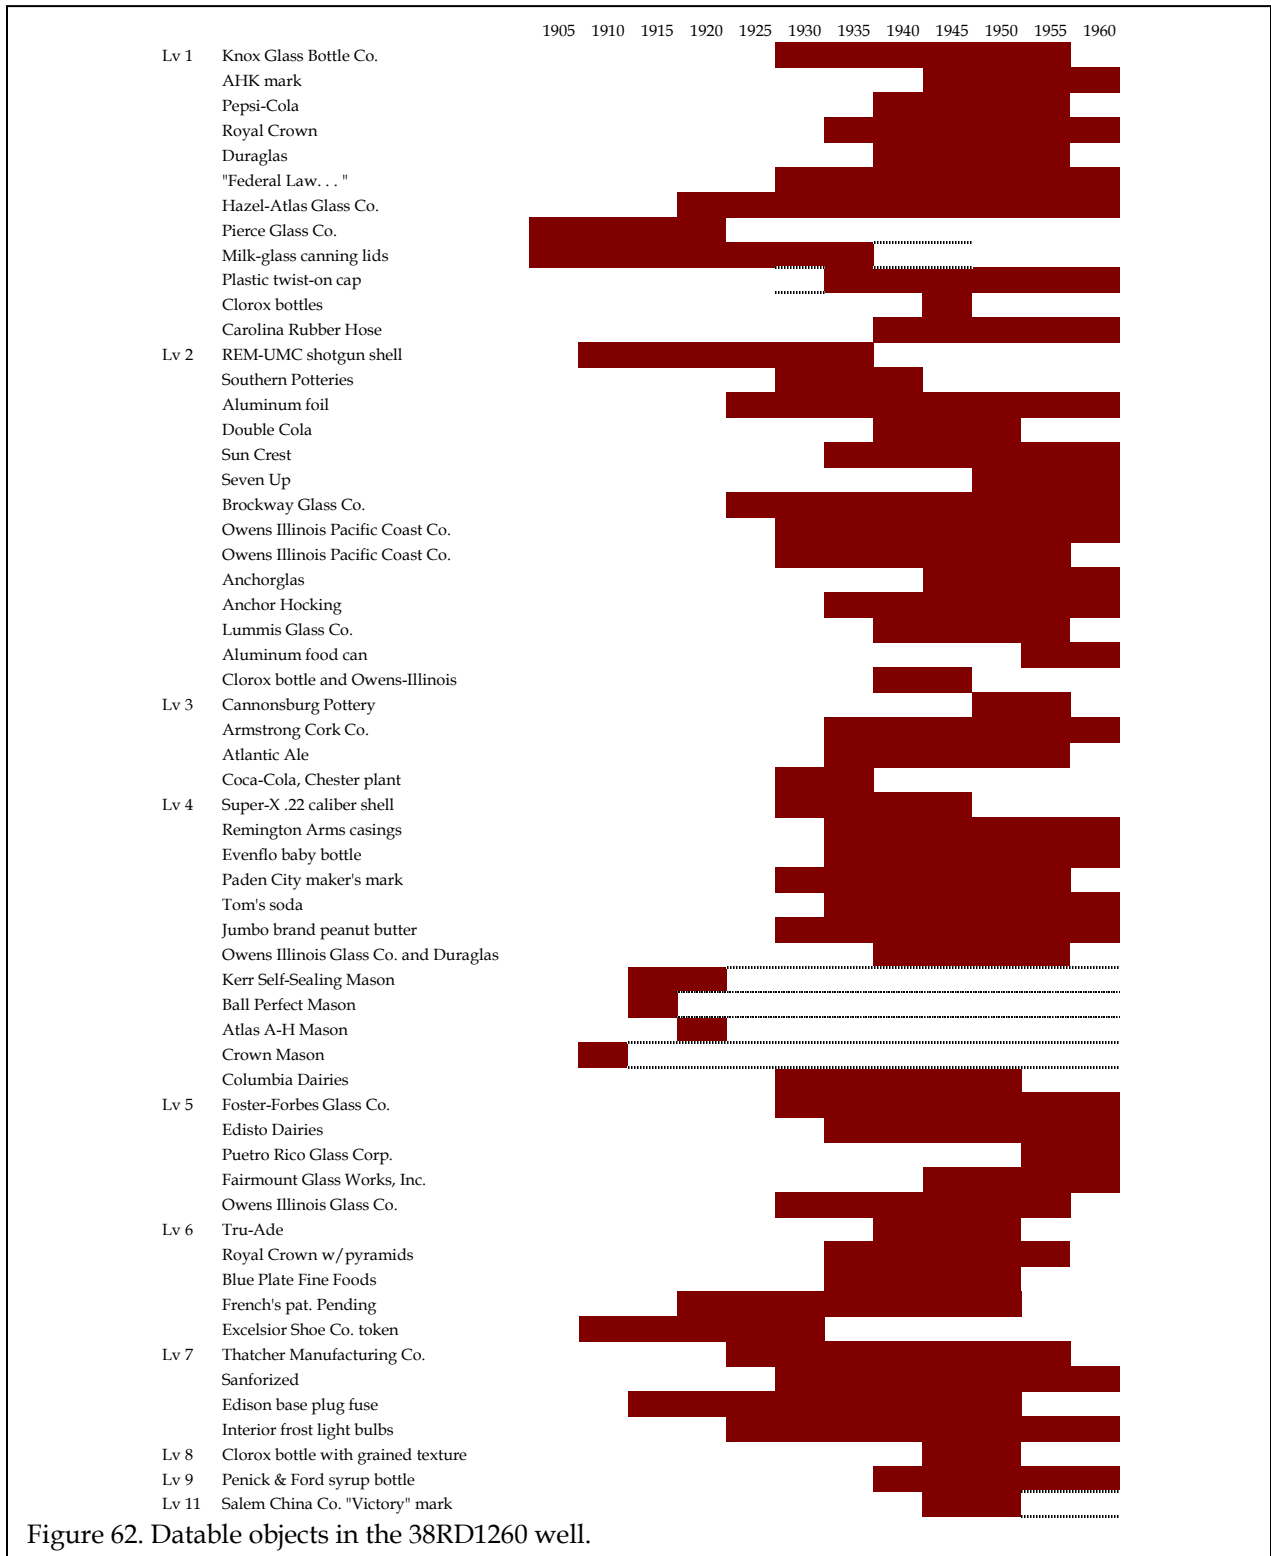 1905 1910 1915 1920 1925 1930 1935 1940 1945 1950 1955 1960
Lv 1 Knox Glass Bottle Co.
AHK mark
Pepsi-Cola
Royal Crown
Duraglas
"Federal Law. . . "
Hazel-Atlas Glass Co.
Pierce Glass Co.
Milk-glass canning lids
Plastic twist-on cap
Clorox bottles
Carolina Rubber Hose
Lv 2 REM-UMC shotgun shell
Southern Potteries
Aluminum foil
Double Cola
Sun Crest
Seven Up
Brockway Glass Co.
Owens Illinois Pacific Coast Co.
Owens Illinois Pacific Coast Co.
Anchorglas
Anchor Hocking
Lummis Glass Co.
Aluminum food can
Clorox bottle and Owens-Illinois
Lv 3 Cannonsburg Pottery
Armstrong Cork Co.
Atlantic Ale
Coca-Cola, Chester plant
Lv 4 Super-X .22 caliber shell
Remington Arms casings
Evenflo baby bottle
Paden City maker's mark
Tom's soda
Jumbo brand peanut butter
Owens Illinois Glass Co. and Duraglas
Kerr Self-Sealing Mason
Ball Perfect Mason
Atlas A-H Mason
Crown Mason
Columbia Dairies
Lv 5 Foster-Forbes Glass Co.
Edisto Dairies
Puetro Rico Glass Corp.
Fairmount Glass Works, Inc.
Owens Illinois Glass Co.
Lv 6 Tru-Ade
Royal Crown w/pyramids
Blue Plate Fine Foods
French's pat. Pending
Excelsior Shoe Co. token
Lv 7 Thatcher Manufacturing Co.
Sanforized
Edison base plug fuse
Interior frost light bulbs
Lv 8 Clorox bottle with grained texture
Lv 9 Penick & Ford syrup bottle
Lv 11 Salem China Co. "Victory" mark
Figure 62. Datable objects in the 38RD1260 well.